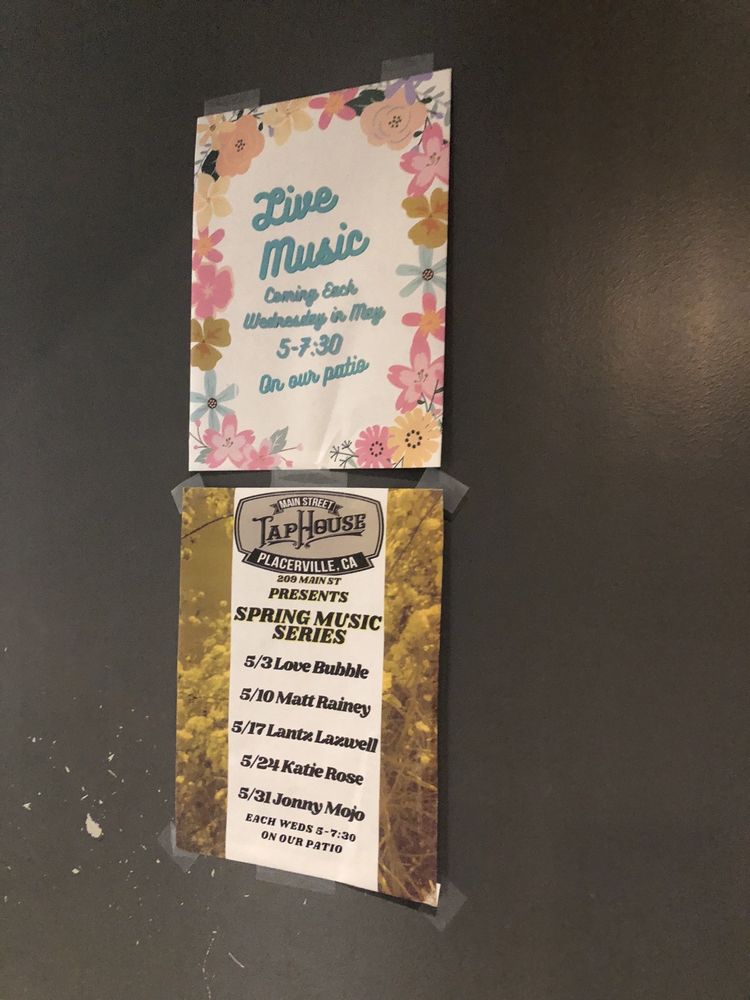 Live
Music
Coming Each
Wednesday in May
5-7:30
On our patio
MAIN STREET
TAPHOUSE
PLACERVILLE, CA
209 MAIN ST
PRESENTS
SPRING MUSIC
SERIES
5/3 Love Bubble
5/10 Matt Rainey
5/17 Lantz Lazwell
5/24 Katie Rose
5/31 Jonny Mojo
EACH WEDS 5-7:30
ON OUR PATIO